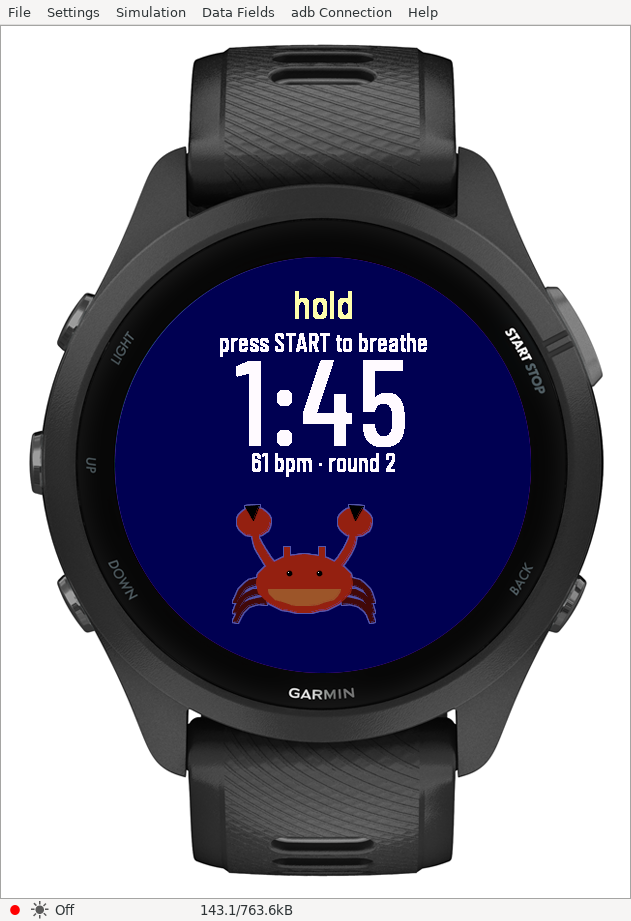 File Settings Simulation Data Fields adb Connection Help
hold
press START to breathe
1:45
61 bpm · round 2
LIGHT
START STOP
UP
DOWN
BACK
GARMIN
Off 143.1/763.6kB